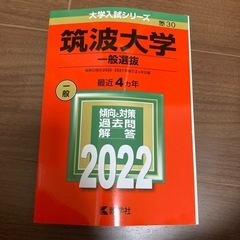 大学入試シリーズ
30
筑波大学
一般選抜
最近4カ年
一般
傾向と対策
過去問
解答
2022
教学社